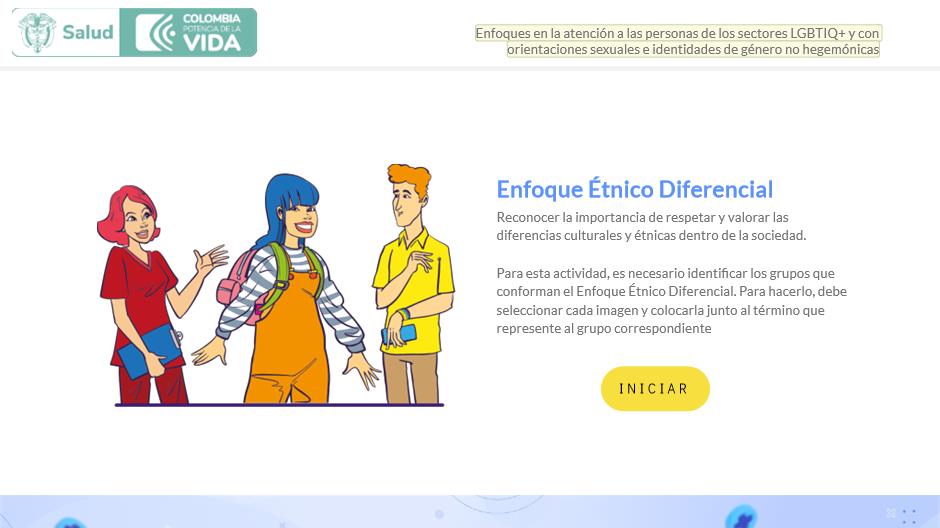 Salud
COLOMBIA
POTENCIA DE LA
VIDA
Enfoques en la atención a las personas de los sectores LGBTIQ+ y con
orientaciones sexuales e identidades de género no hegemónicas
Enfoque Étnico Diferencial
Reconocer la importancia de respetar y valorar las
diferencias culturales y étnicas dentro de la sociedad.
Para esta actividad, es necesario identificar los grupos que
conforman el Enfoque Étnico Diferencial. Para hacerlo, debe
seleccionar cada imagen y colocarla junto al término que
represente al grupo correspondiente
INICIAR